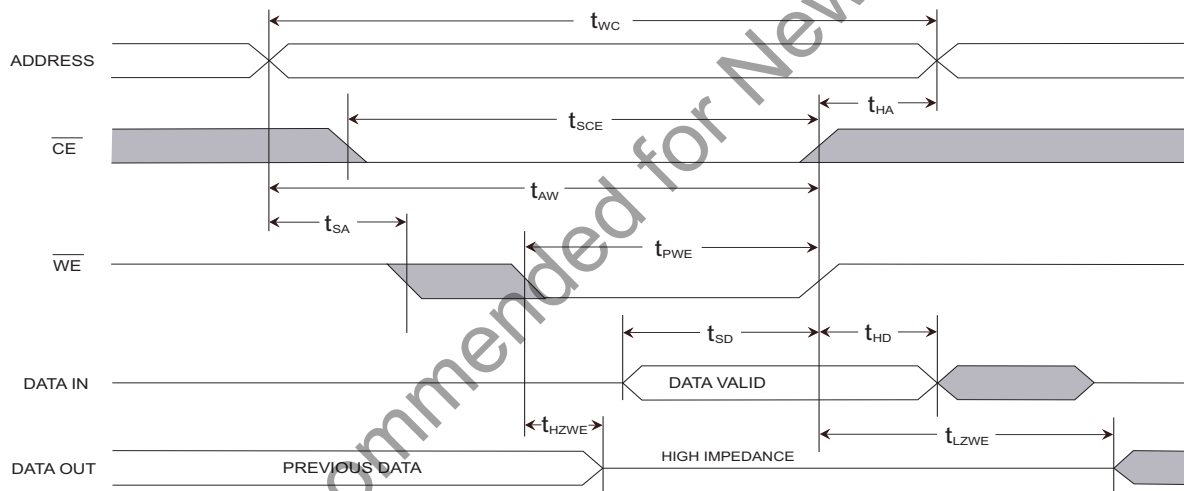 tWC
ADDRESS
tHA
tSCE
CE
tAW
tSA
WE
tPWE
tSD
tHD
DATA IN
DATA VALID
tHZWE
tLZWE
DATA OUT
PREVIOUS DATA
HIGH IMPEDANCE
ommended for New